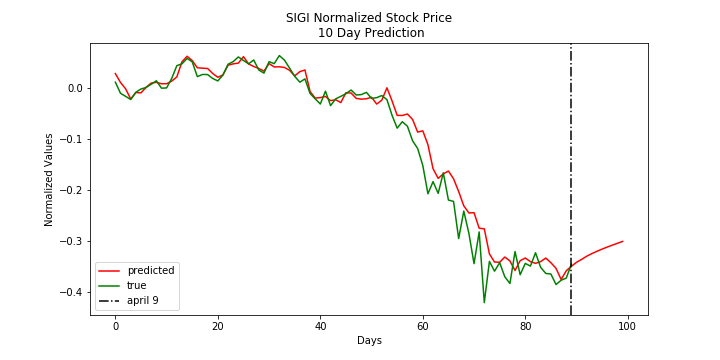 SIGI Normalized Stock Price
10 Day Prediction
Normalized Values
0.0
−0.1
−0.2
−0.3
−0.4
predicted
true
april 9
0 20 40 60 80 100
Days